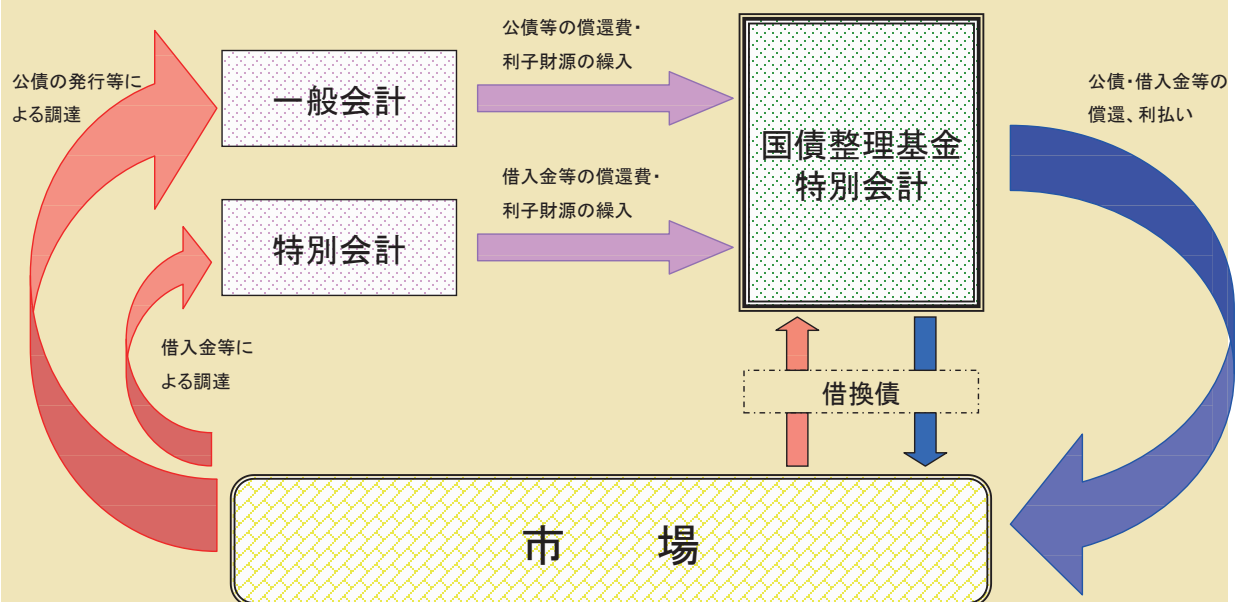 公債の発行等に
よる調達
一般会計
公債等の償還費・
利子財源の繰入
国債整理基金
特別会計
公債・借入金等の
償還、利払い
特別会計
借入金等の償還費・
利子財源の繰入
借入金等に
よる調達
借換債
市　場